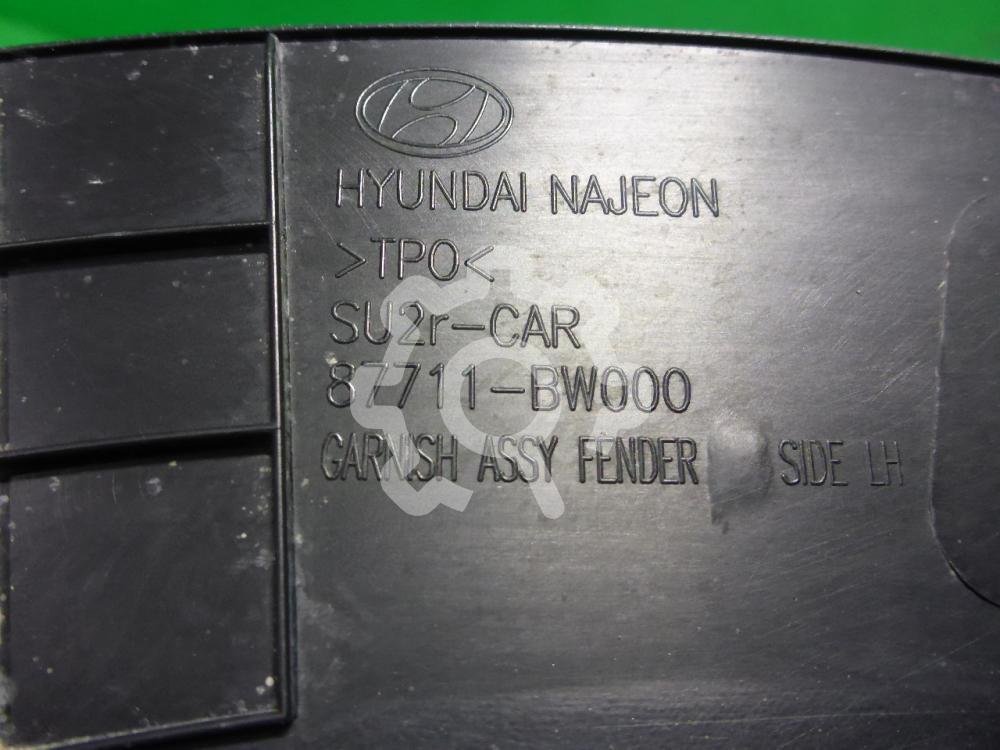 HYUNDAI NAJEON
>TPO<
SU2r-CAR
87711-BW000
GARNISH ASSY FENDER SIDE LH